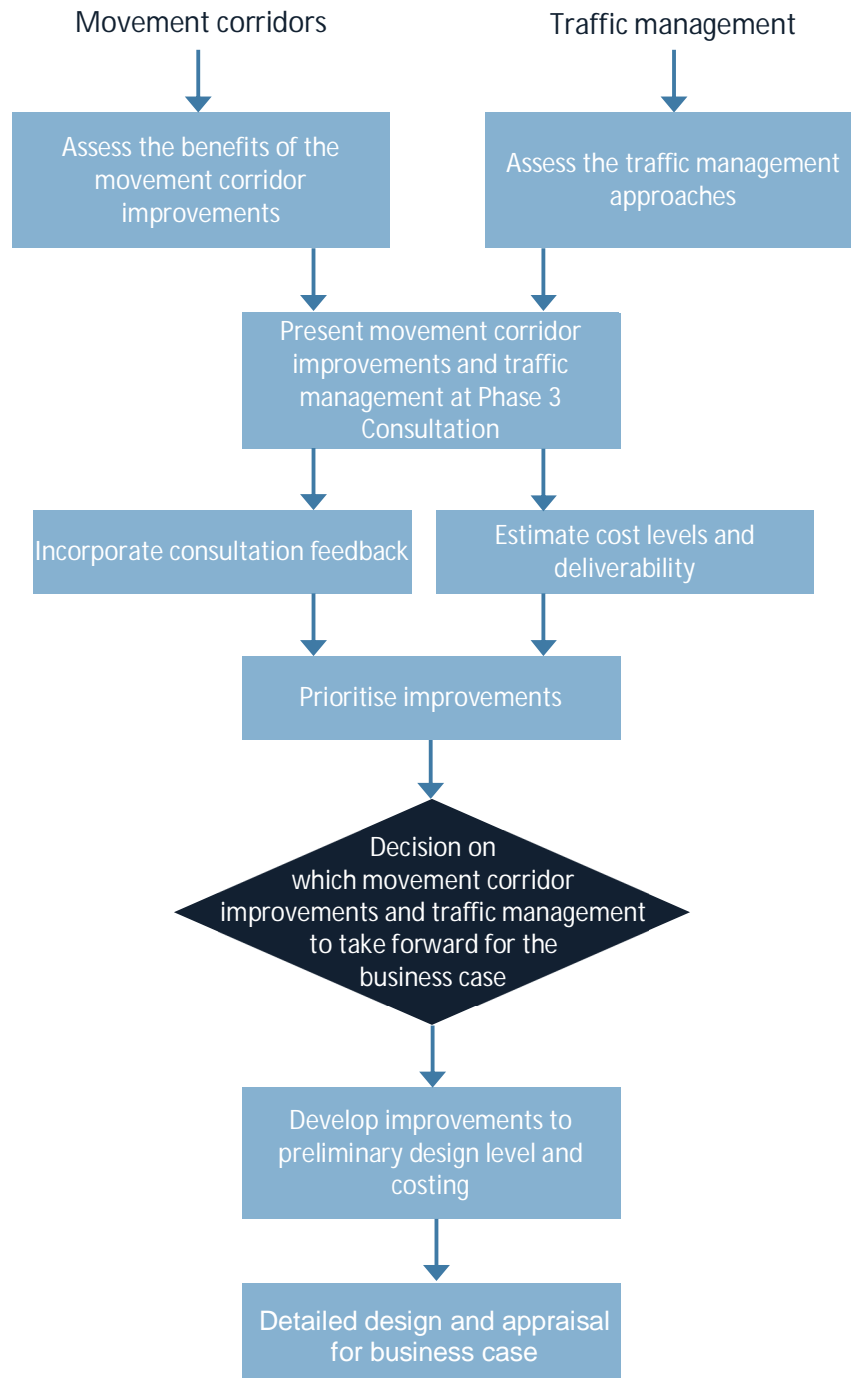 Movement corridors
Traffic management
Assess the benefits of the
movement corridor
improvements
Assess the traffic management
approaches
Present movement corridor
improvements and traffic
management at Phase 3
Consultation
Incorporate consultation feedback
Estimate cost levels and
deliverability
Prioritise improvements
Decision on
which movement corridor
improvements and traffic management
to take forward for the
business case
Develop improvements to
preliminary design level and
costing
Detailed design and appraisal
for business case